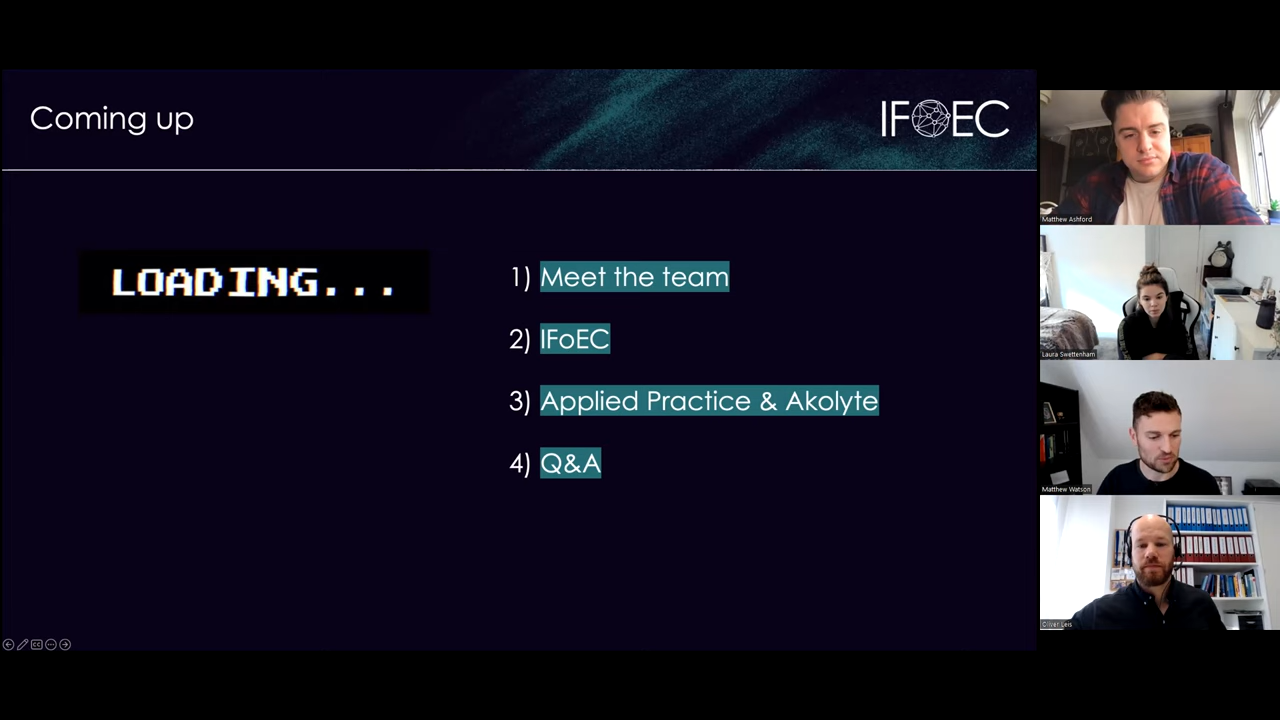 Coming up
IFOEC
LOADING...
1) Meet the team
2) IFoEC
3) Applied Practice & Akolyte
4) Q&A
Matthew Ashford
Laura Swettenham
Matthew Watson
Oliver Leis